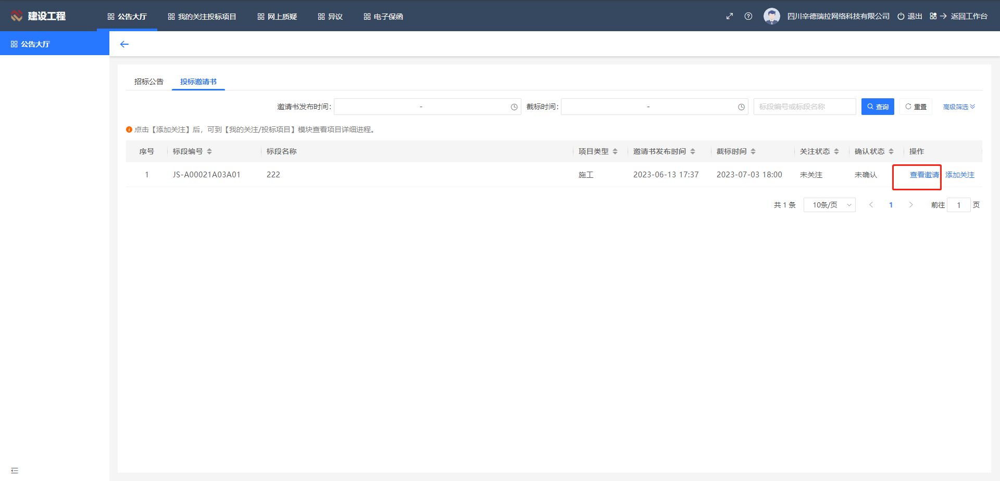 建设工程
公告大厅
我的关注投标项目
网上质疑
异议
电子保函
四川辛德瑞拉网络科技有限公司
退出
返回工作台
公告大厅
招标公告
投标邀请书
邀请书发布时间: -
截标时间: -
标段编号或标段名称
查询
重置
高级筛选
点击【添加关注】后，可到【我的关注/投标项目】模块查看项目详细进程。
序号 标段编号 标段名称 项目类型 邀请书发布时间 截标时间 关注状态 确认状态 操作
1 JS-A00021A03A01 222 施工 2023-06-13 17:37 2023-07-03 18:00 未关注 未确认 查看邀请 添加关注
共 1 条 10条/页 1 前往 1 页